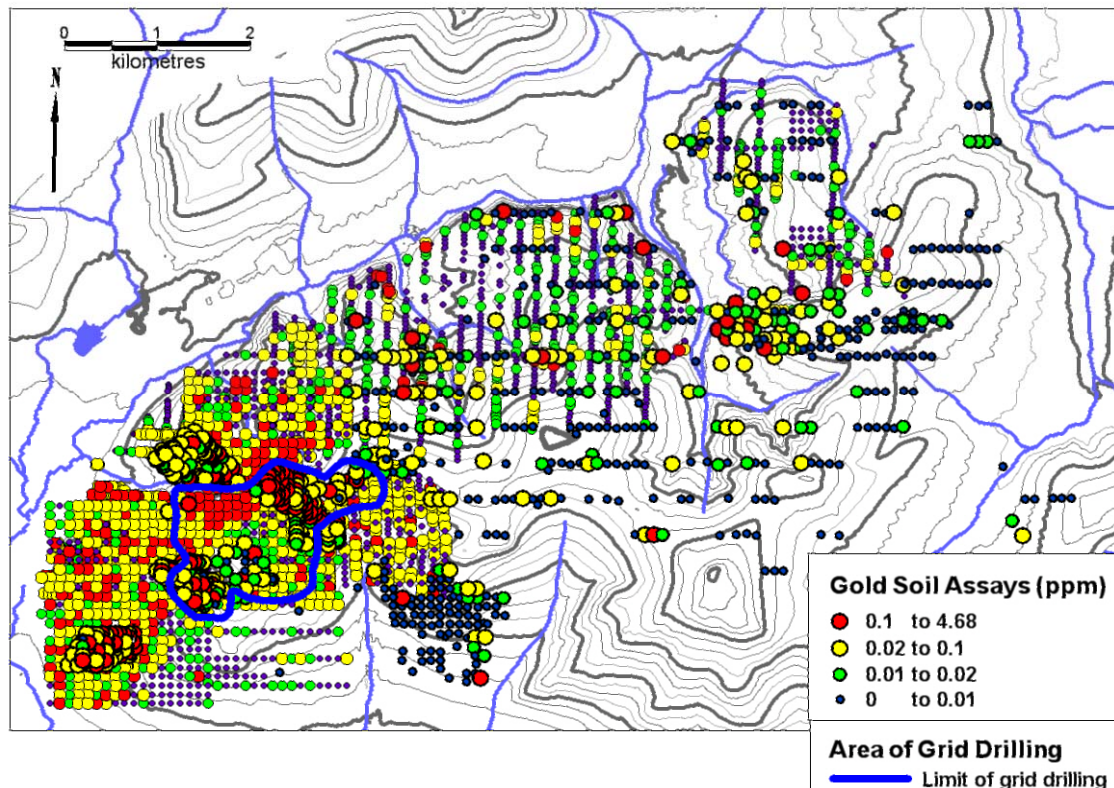 0 1 2
kilometres
N
Gold Soil Assays (ppm)
0.1 to 4.68
0.02 to 0.1
0.01 to 0.02
0 to 0.01
Area of Grid Drilling
Limit of grid drilling